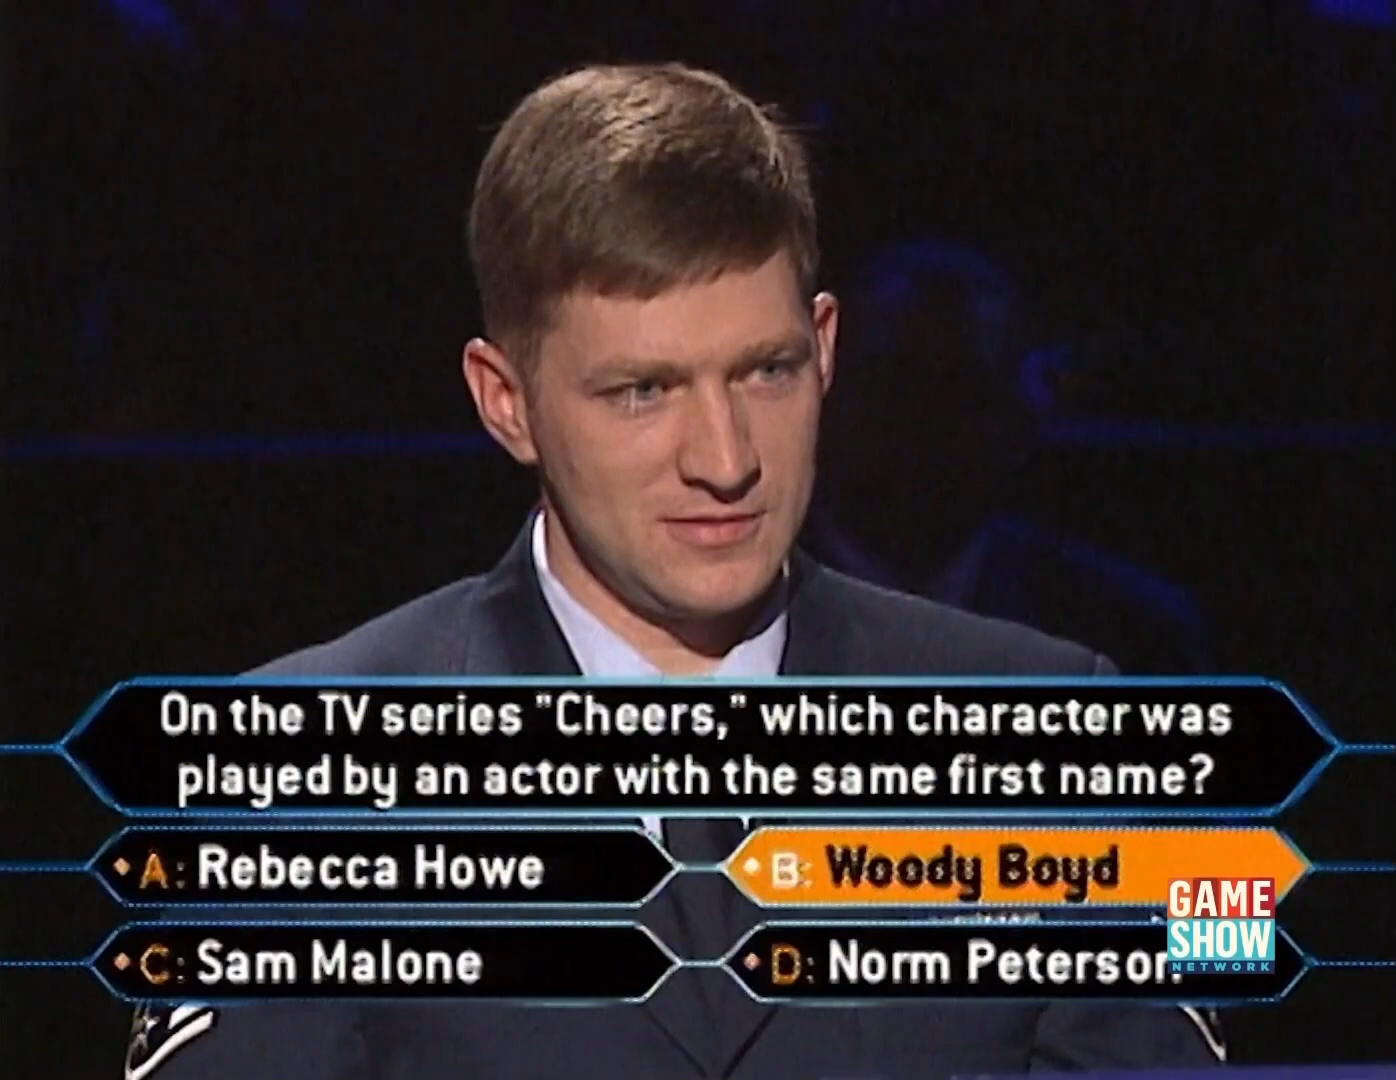 On the TV series "Cheers," which character was
played by an actor with the same first name?
A: Rebecca Howe
B: Woody Boyd
C: Sam Malone
D: Norm Peterson
GAME
SHOW
NETWORK